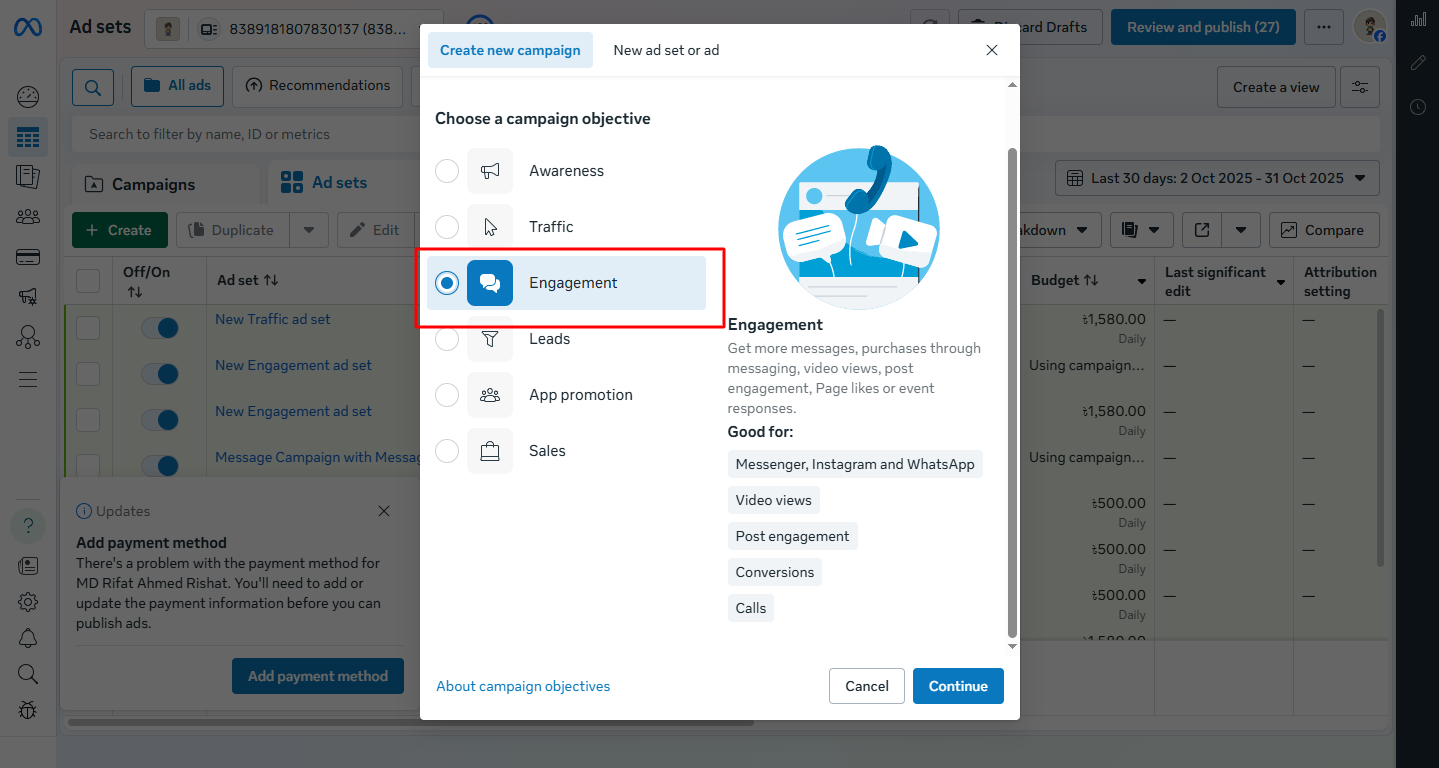 Ad sets
8389181807830137 (838...
card Drafts
Review and publish (27)
All ads
Recommendations
Create a view
Search to filter by name, ID or metrics
Campaigns
Ad sets
Last 30 days: 2 Oct 2025 - 31 Oct 2025
+ Create
Duplicate
Edit
kdown
Compare
Off/On
Ad set
Budget
Last significant
edit
Attribution
setting
New Traffic ad set
৳1,580.00
—
—
Daily
New Engagement ad set
Using campaign...
—
—
New Engagement ad set
৳1,580.00
—
—
Daily
Message Campaign with Messag
Using campaign...
—
—
৳500.00
—
—
Daily
৳500.00
—
—
Daily
৳500.00
—
—
Daily
Updates
Add payment method
There's a problem with the payment method for
MD Rifat Ahmed Rishat. You'll need to add or
update the payment information before you can
publish ads.
Add payment method
Create new campaign
New ad set or ad
Choose a campaign objective
Awareness
Traffic
Engagement
Leads
App promotion
Sales
Engagement
Get more messages, purchases through
messaging, video views, post
engagement, Page likes or event
responses.
Good for:
Messenger, Instagram and WhatsApp
Video views
Post engagement
Conversions
Calls
About campaign objectives
Cancel
Continue